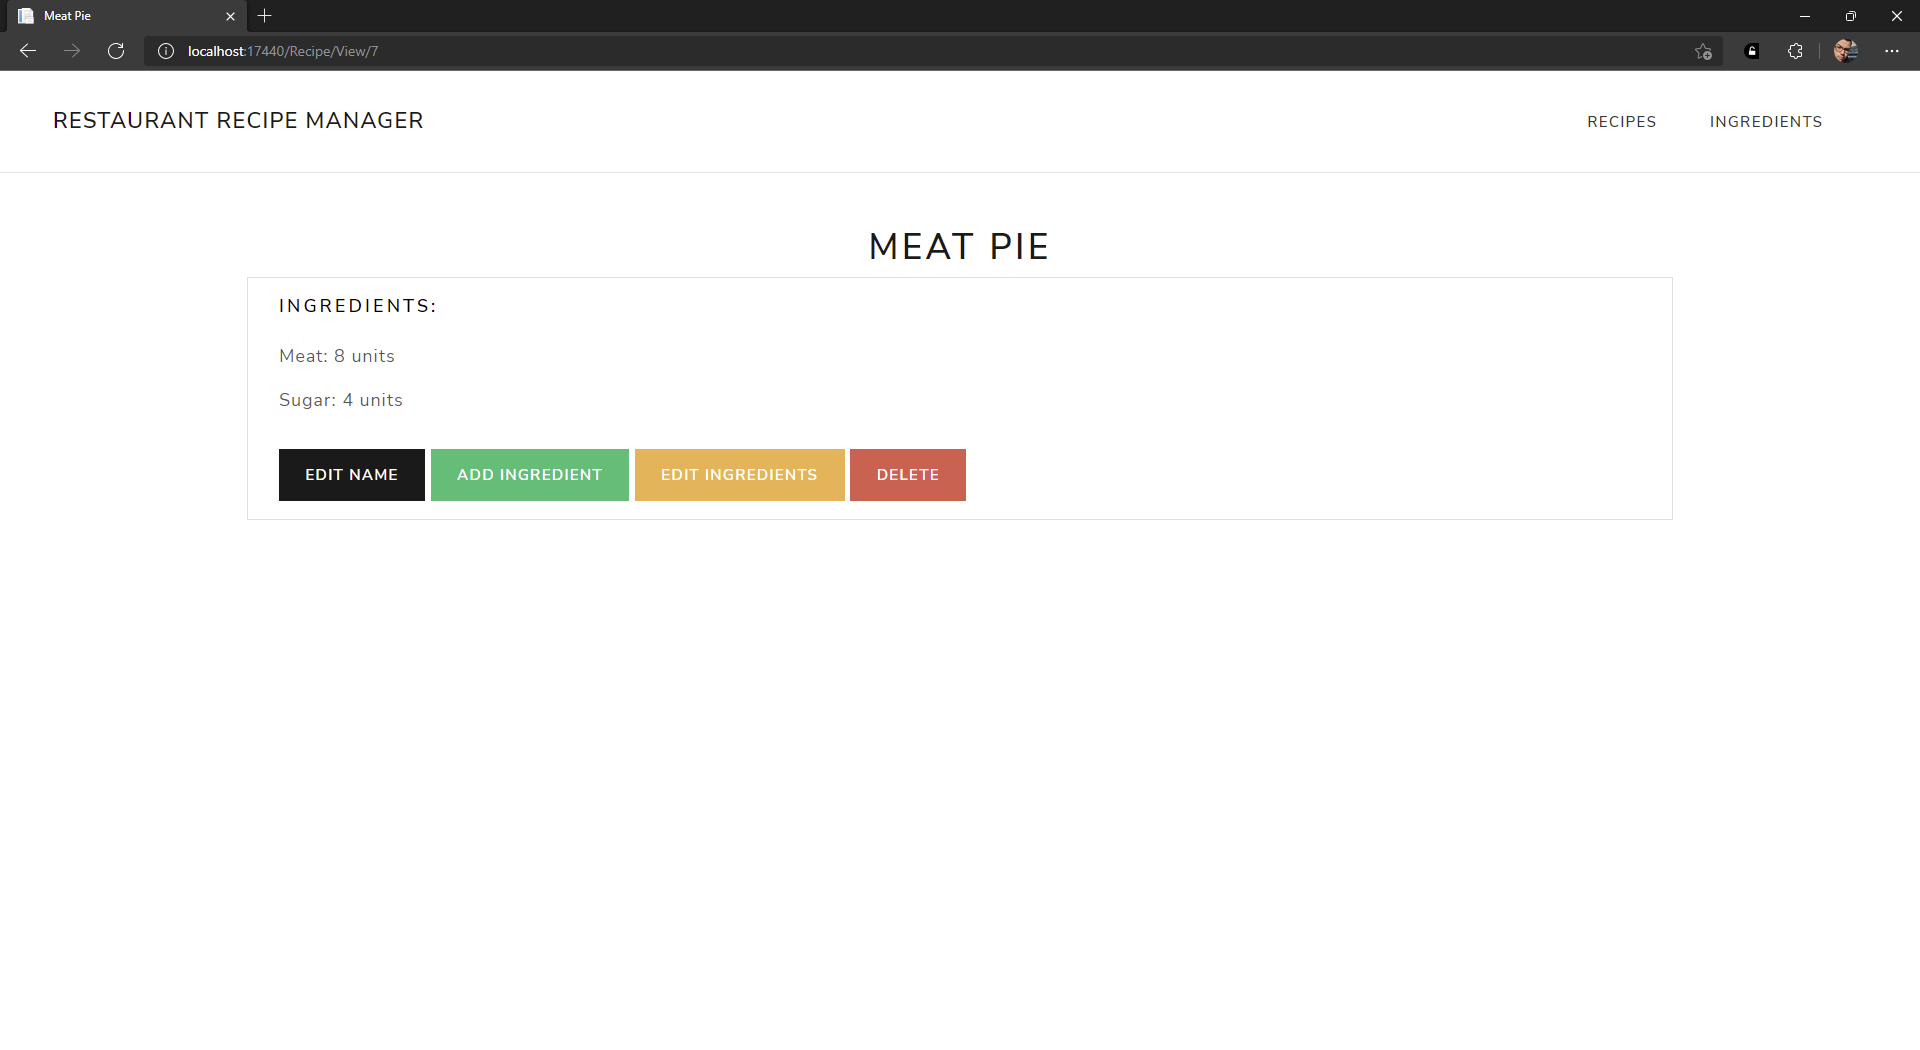 Meat Pie
localhost:17440/Recipe/View/7
RESTAURANT RECIPE MANAGER
RECIPES INGREDIENTS
MEAT PIE
INGREDIENTS:
Meat: 8 units
Sugar: 4 units
EDIT NAME ADD INGREDIENT EDIT INGREDIENTS DELETE